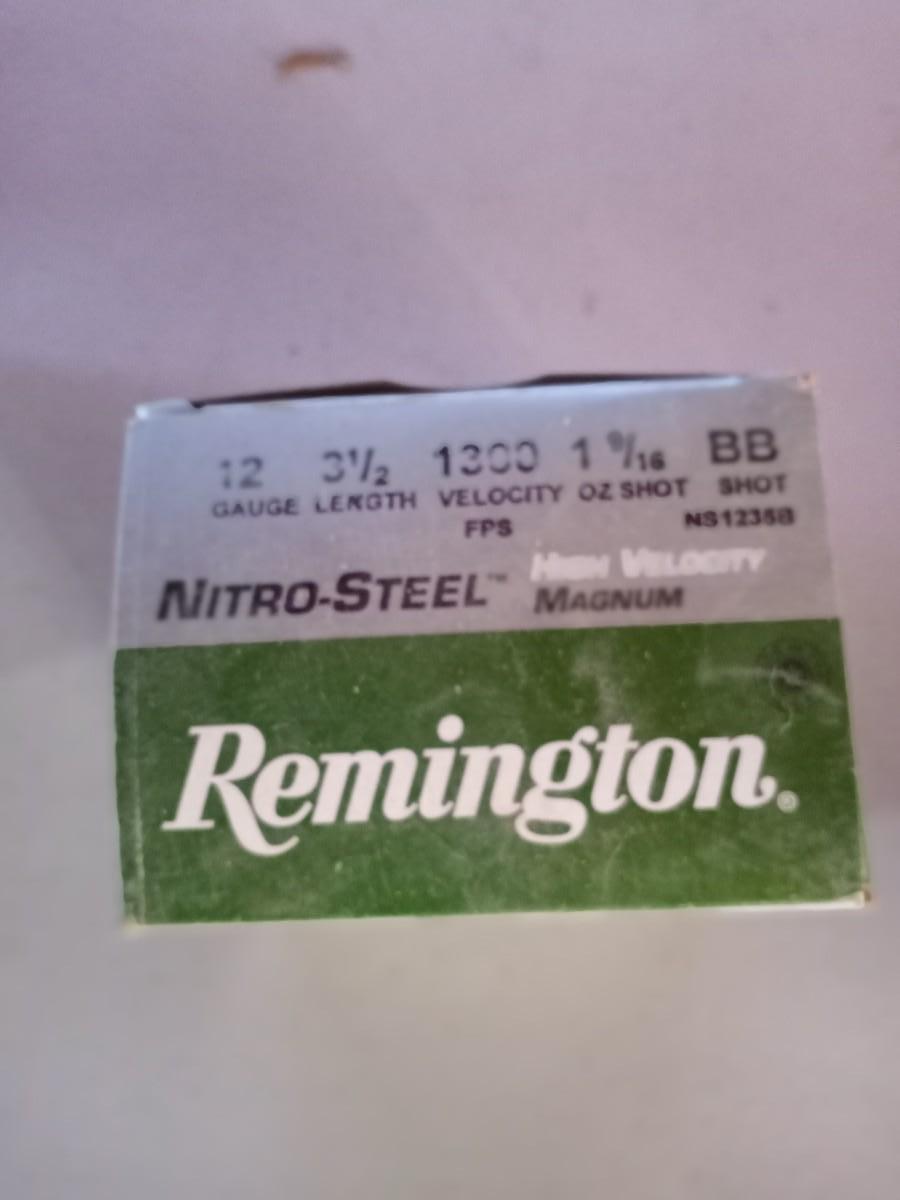 12 3½ 1300 1 9/16 BB
GAUGE LENGTH VELOCITY OZ SHOT SHOT
FPS NS1235B
NITRO-STEEL™ HIGH VELOCITY
MAGNUM
Remington®